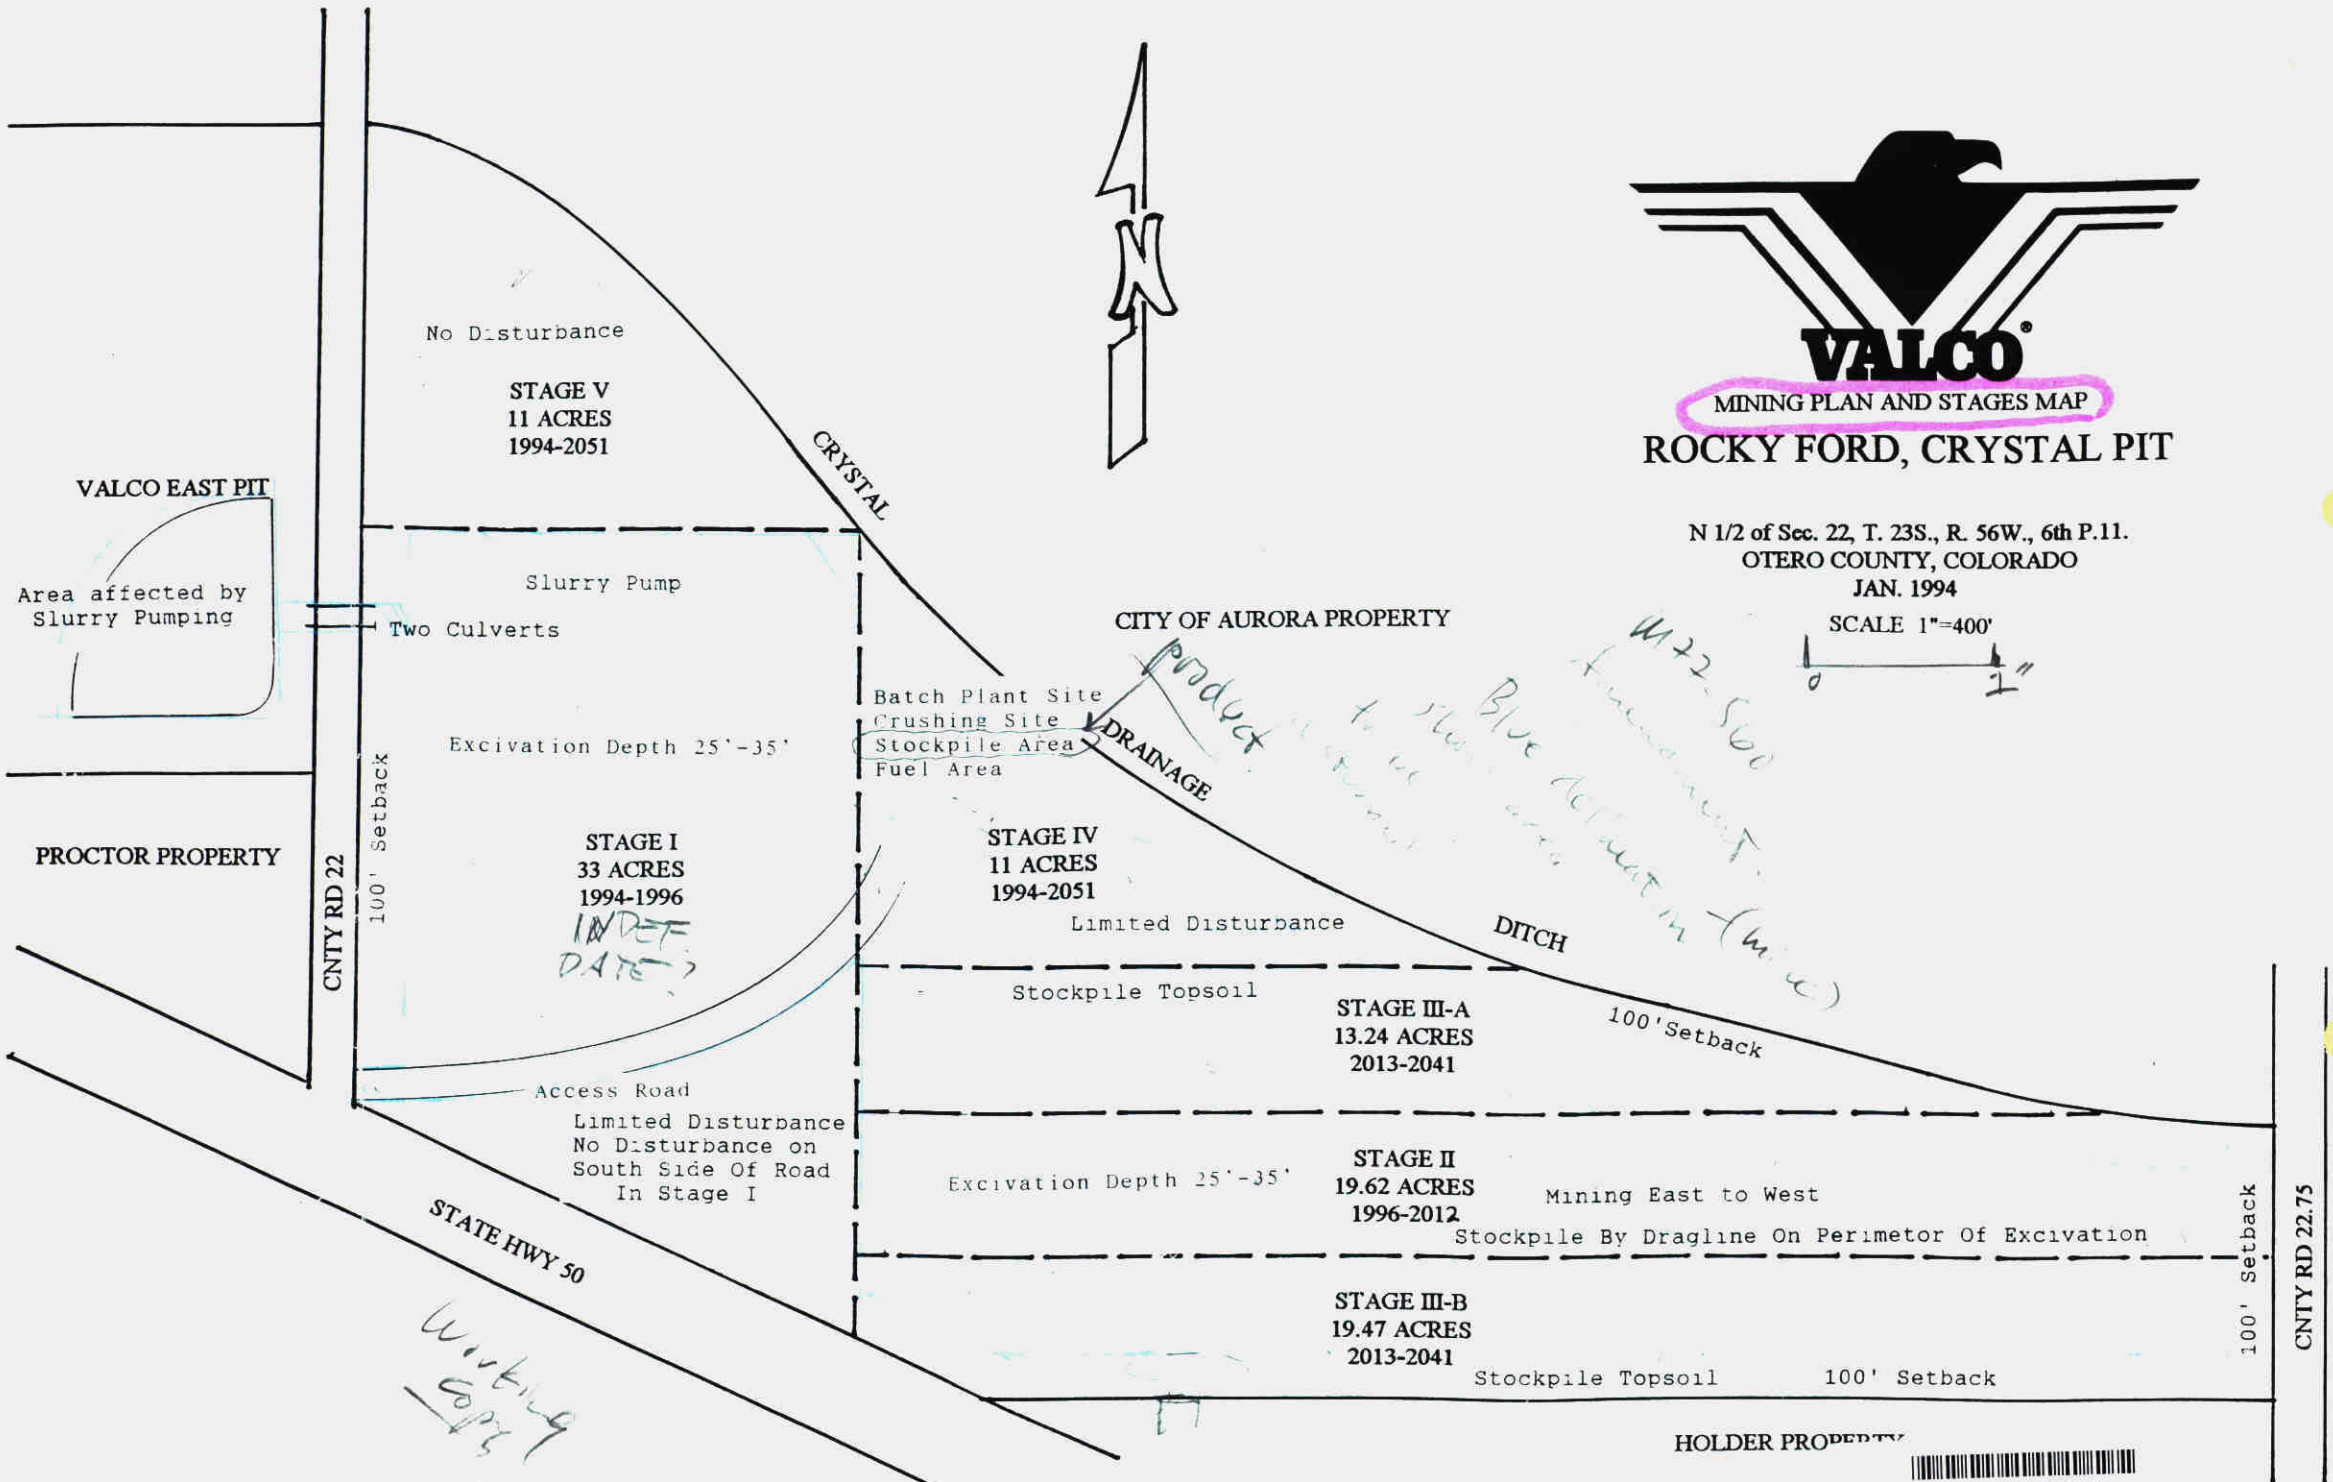 VALCO®
MINING PLAN AND STAGES MAP
ROCKY FORD, CRYSTAL PIT
N 1/2 of Sec. 22, T. 23S., R. 56W., 6th P.11.
OTERO COUNTY, COLORADO
JAN. 1994
SCALE 1"=400'
0
1"
N
No Disturbance
STAGE V
11 ACRES
1994-2051
CRYSTAL
VALCO EAST PIT
Area affected by
Slurry Pumping
Slurry Pump
Two Culverts
CITY OF AURORA PROPERTY
product
Blue
Batch Plant Site
Crushing Site
Stockpile Area
Fuel Area
DRAINAGE
Excivation Depth 25'-35'
100' Setback
PROCTOR PROPERTY
CNTY RD 22
STAGE I
33 ACRES
1994-1996
INDEF
DATE?
STAGE IV
11 ACRES
1994-2051
Limited Disturbance
DITCH
Stockpile Topsoil
STAGE III-A
13.24 ACRES
2013-2041
100'Setback
Access Road
Limited Disturbance
No Disturbance on
South Side Of Road
In Stage I
Excivation Depth 25'-35'
STAGE II
19.62 ACRES
1996-2012
Mining East to West
Stockpile By Dragline On Perimetor Of Excivation
100' Setback
CNTY RD 22.75
STATE HWY 50
STAGE III-B
19.47 ACRES
2013-2041
Stockpile Topsoil
100' Setback
Working
Copy
HOLDER PROPERTY